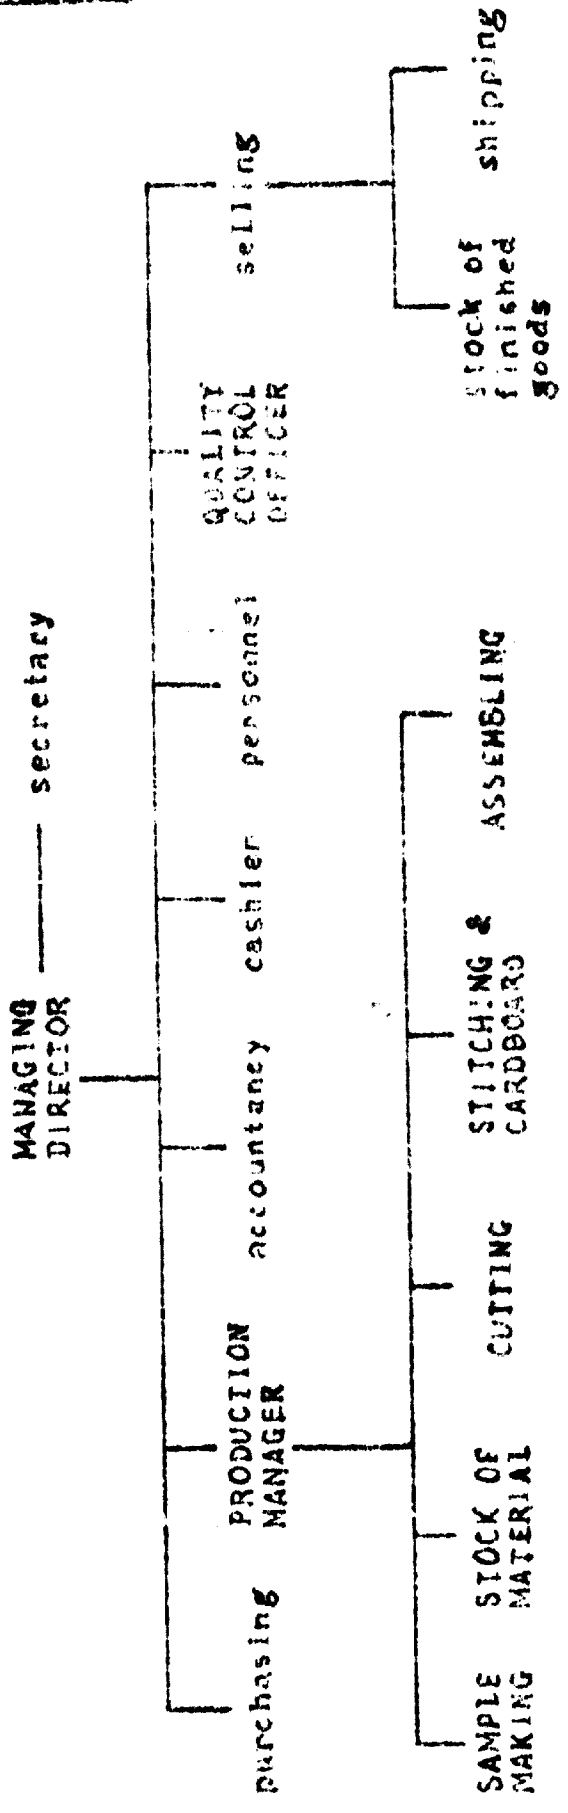 MANAGING
DIRECTOR
secretary
purchasing
PRODUCTION
MANAGER
accountancy
cashier
personnel
QUALITY
CONTROL
OFFICER
selling
SAMPLE
MAKING
STOCK OF
MATERIAL
CUTTING
STITCHING &
CARDBOARD
ASSEMBLING
stock of
finished
goods
shipping